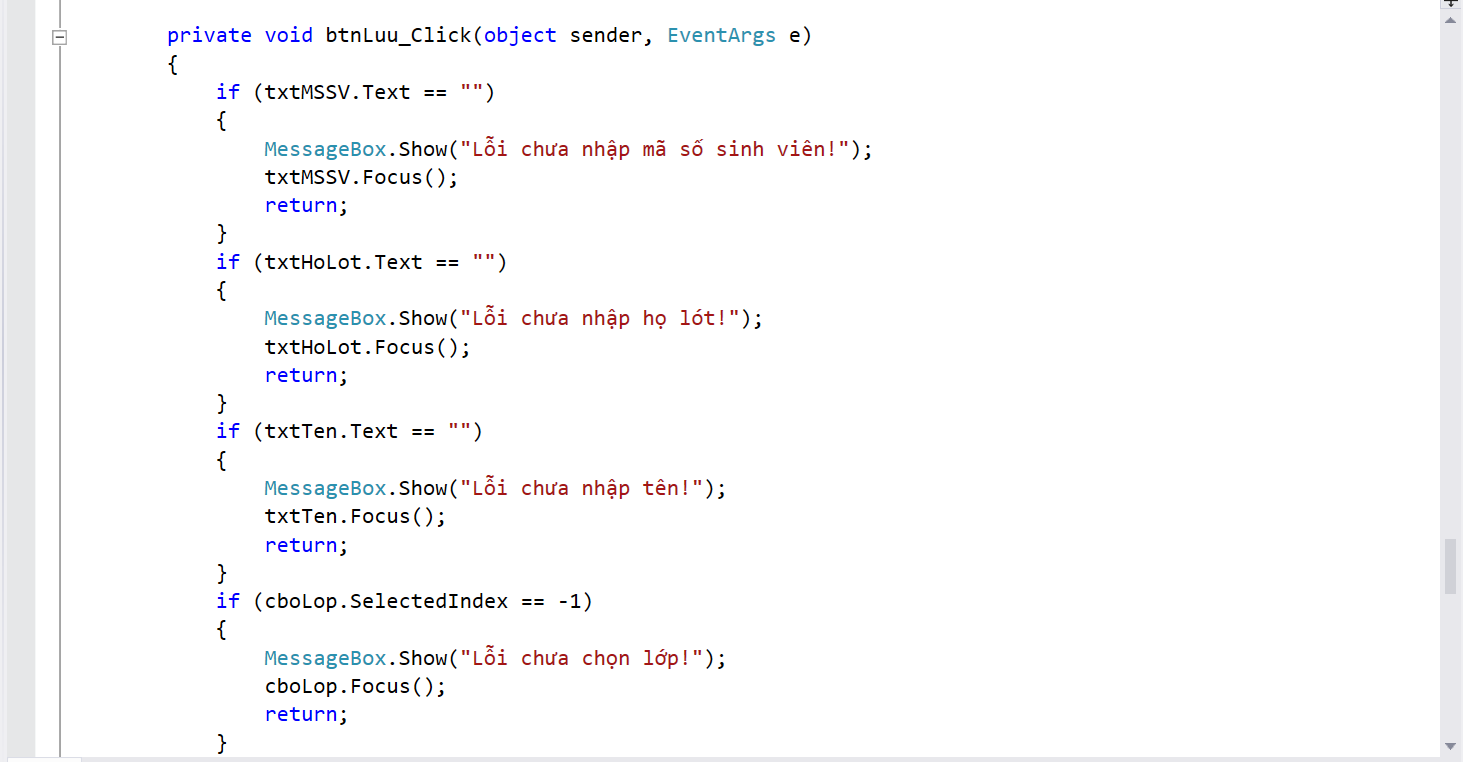 private void btnLuu_Click(object sender, EventArgs e)
{
if (txtMSSV.Text == "")
{
MessageBox.Show("Lỗi chưa nhập mã số sinh viên!");
txtMSSV.Focus();
return;
}
if (txtHoLot.Text == "")
{
MessageBox.Show("Lỗi chưa nhập họ lót!");
txtHoLot.Focus();
return;
}
if (txtTen.Text == "")
{
MessageBox.Show("Lỗi chưa nhập tên!");
txtTen.Focus();
return;
}
if (cboLop.SelectedIndex == -1)
{
MessageBox.Show("Lỗi chưa chọn lớp!");
cboLop.Focus();
return;
}